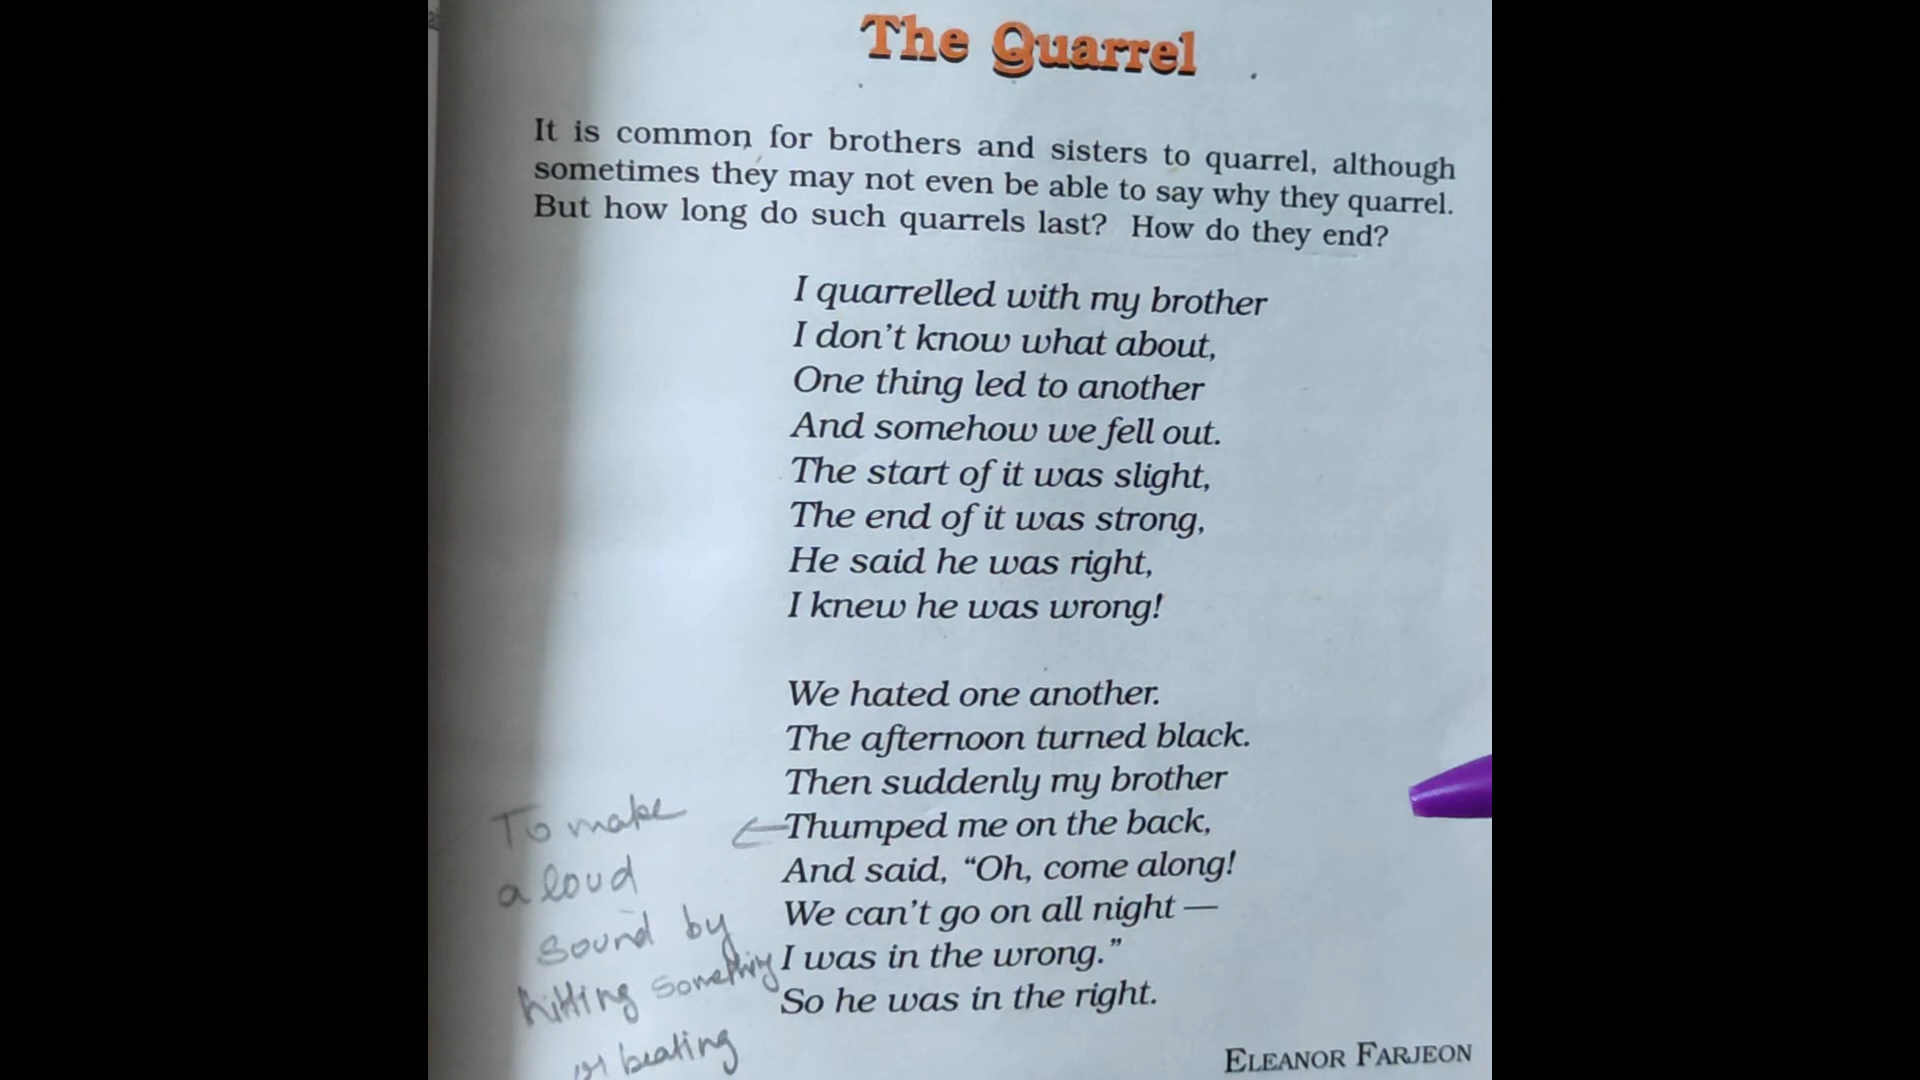 The Quarrel
It is common for brothers and sisters to quarrel, although
sometimes they may not even be able to say why they quarrel.
But how long do such quarrels last? How do they end?
I quarrelled with my brother
I don't know what about,
One thing led to another
And somehow we fell out.
The start of it was slight,
The end of it was strong,
He said he was right,
I knew he was wrong!
We hated one another.
The afternoon turned black.
Then suddenly my brother
Thumped me on the back,
And said, “Oh, come along!
We can't go on all night —
I was in the wrong.”
So he was in the right.
ELEANOR FARJEON
To make
a loud
sound by
hitting something
or beating